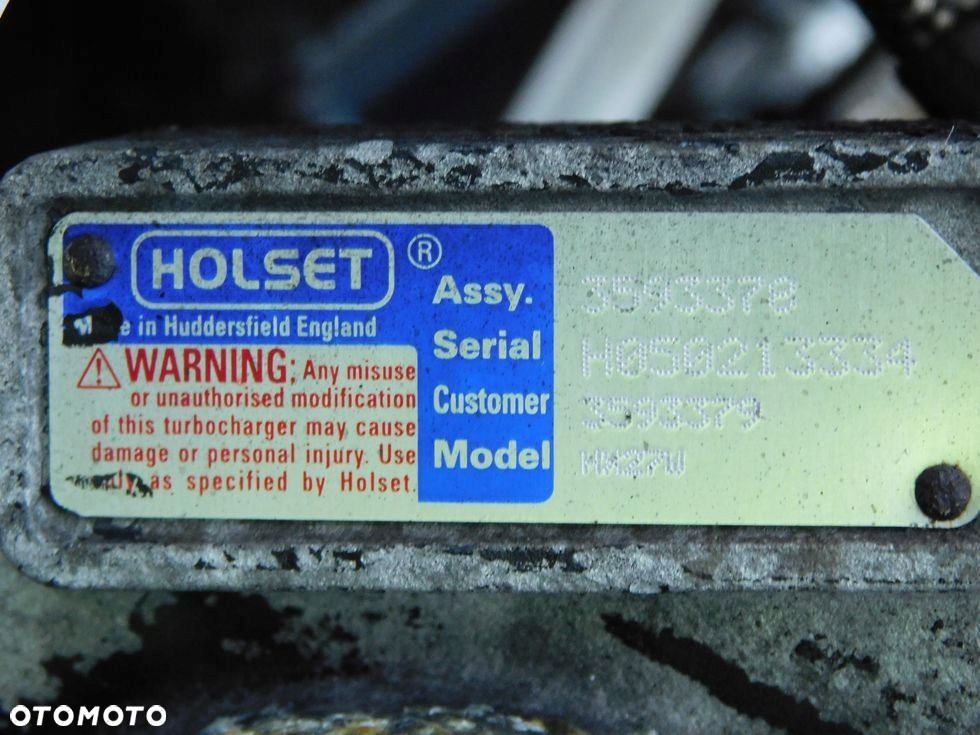 HOLSET ®
Made in Huddersfield England
WARNING; Any misuse
or unauthorised modification
of this turbocharger may cause
damage or personal injury. Use
only as specified by Holset.
Assy. 3593378
Serial H050213334
Customer 3593379
Model HX27W
OTOMOTO